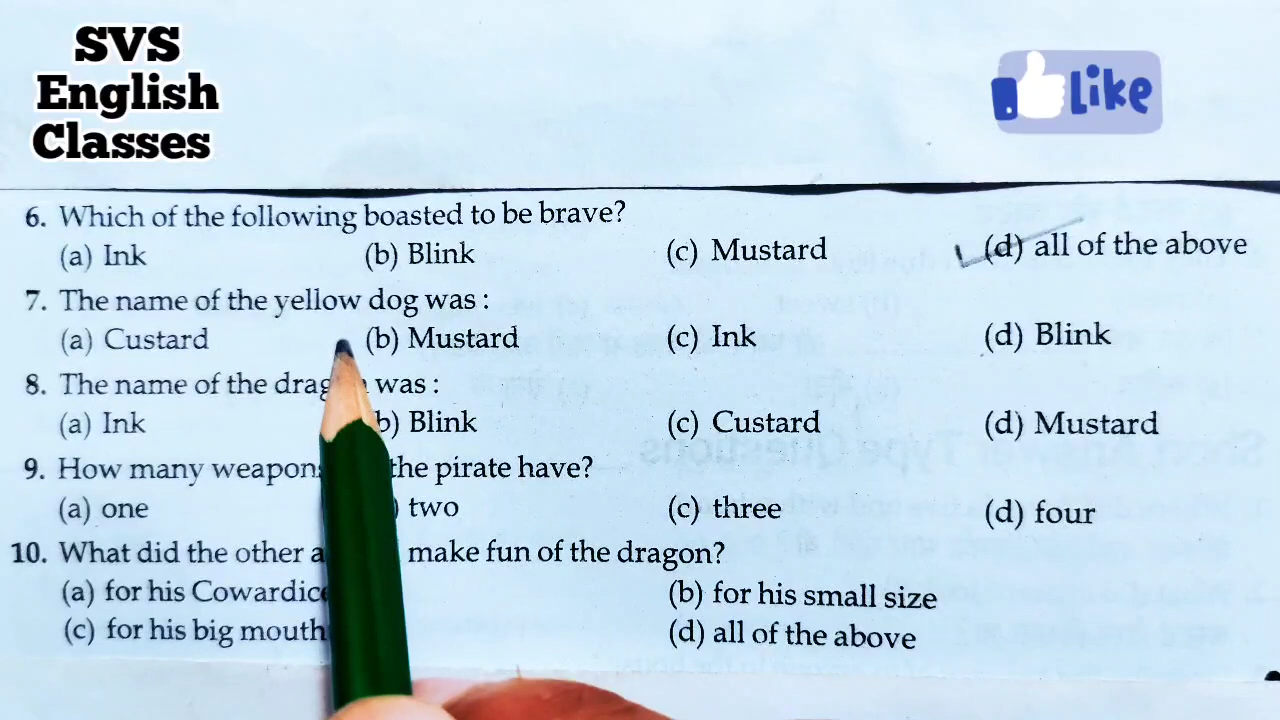 SVS
English
Classes
Like
6. Which of the following boasted to be brave?
(a) Ink (b) Blink (c) Mustard (d) all of the above
7. The name of the yellow dog was :
(a) Custard (b) Mustard (c) Ink (d) Blink
8. The name of the drag was :
(a) Ink b) Blink (c) Custard (d) Mustard
9. How many weapon the pirate have?
(a) one ) two (c) three (d) four
10. What did the other a make fun of the dragon?
(a) for his Cowardice (b) for his small size
(c) for his big mouth (d) all of the above